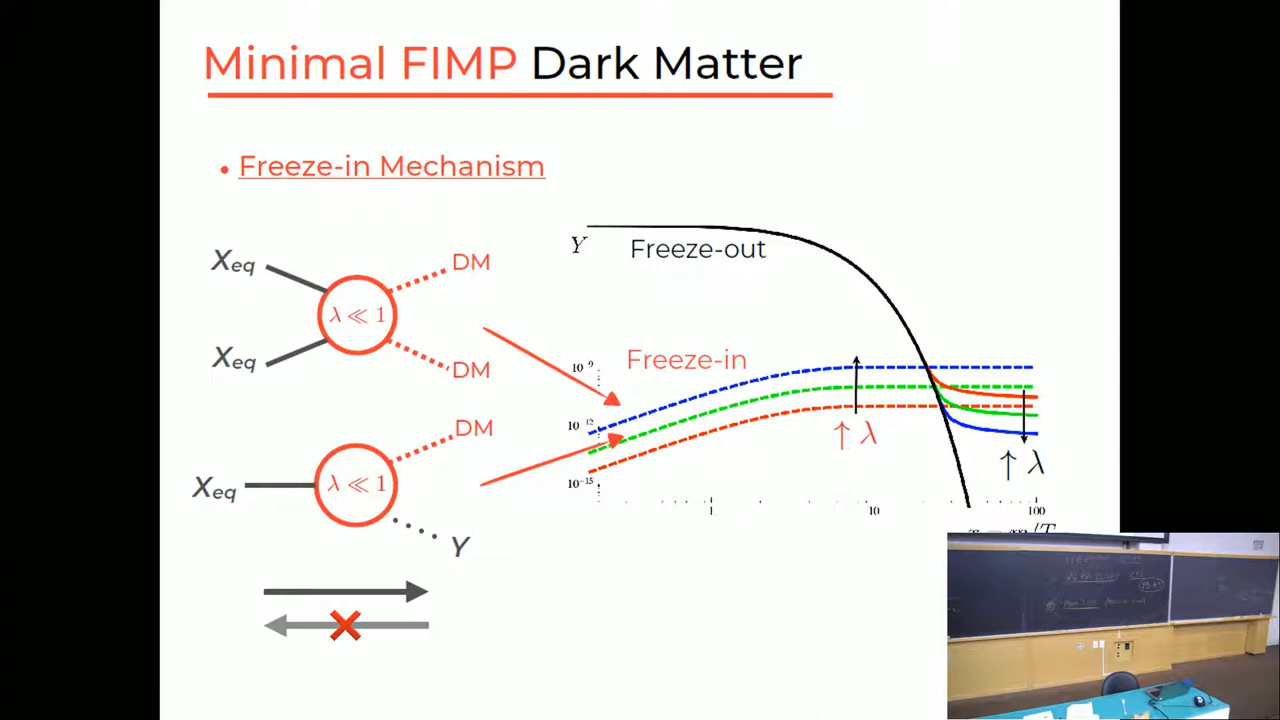 Minimal FIMP Dark Matter
• Freeze-in Mechanism
X_eq
DM
λ ≪ 1
X_eq
DM
X_eq
DM
λ ≪ 1
Y
Y
Freeze-out
Freeze-in
10⁻⁹
10⁻¹²
10⁻¹⁵
↑ λ
↑ λ
1
10
100
x = m/T